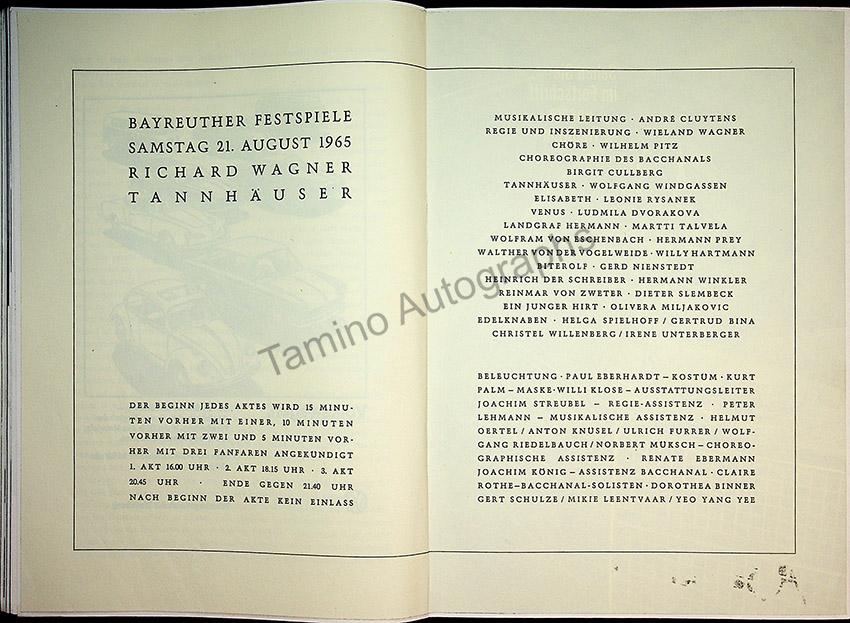 BAYREUTHER FESTSPIELE
SAMSTAG 21. AUGUST 1965
RICHARD WAGNER
TANNHÄUSER
DER BEGINN JEDES AKTES WIRD 15 MINU-
TEN VORHER MIT EINER, 10 MINUTEN
VORHER MIT ZWEI UND 5 MINUTEN VOR-
HER MIT DREI FANFAREN ANGEKÜNDIGT
1. AKT 16.00 UHR · 2. AKT 18.15 UHR · 3. AKT
20.45 UHR · ENDE GEGEN 21.40 UHR
NACH BEGINN DER AKTE KEIN EINLASS
MUSIKALISCHE LEITUNG · ANDRÉ CLUYTENS
REGIE UND INSZENIERUNG · WIELAND WAGNER
CHÖRE · WILHELM PITZ
CHOREOGRAPHIE DES BACCHANALS
BIRGIT CULLBERG
TANNHÄUSER · WOLFGANG WINDGASSEN
ELISABETH · LEONIE RYSANEK
VENUS · LUDMILA DVORAKOVA
LANDGRAF HERMANN · MARTTI TALVELA
WOLFRAM VON ESCHENBACH · HERMANN PREY
WALTHER VON DER VOGELWEIDE · WILLY HARTMANN
BITEROLF · GERD NIENSTEDT
HEINRICH DER SCHREIBER · HERMANN WINKLER
REINMAR VON ZWETER · DIETER SLEMBECK
EIN JUNGER HIRT · OLIVERA MILJAKOVIC
EDELKNABEN · HELGA SPIELHOFF / GERTRUD BINA
CHRISTEL WILLENBERG / IRENE UNTERBERGER
BELEUCHTUNG · PAUL EBERHARDT – KOSTÜM · KURT
PALM – MASKE · WILLI KLOSE – AUSSTATTUNGSLEITER
JOACHIM STREUBEL – REGIE-ASSISTENZ · PETER
LEHMANN – MUSIKALISCHE ASSISTENZ · HELMUT
OERTEL / ANTON KNÜSEL / ULRICH FURRER / WOLF-
GANG RIEDELBAUCH / NORBERT MÜKSCH – CHOREO-
GRAPHISCHE ASSISTENZ · RENATE EBERMANN
JOACHIM KÖNIG – ASSISTENZ BACCHANAL · CLAIRE
ROTHE – BACCHANAL-SOLISTEN · DOROTHEA BINNER
GERT SCHULZE / MIKIE LEENTVAAR / YEO YANG YEE
Tamino Autographs